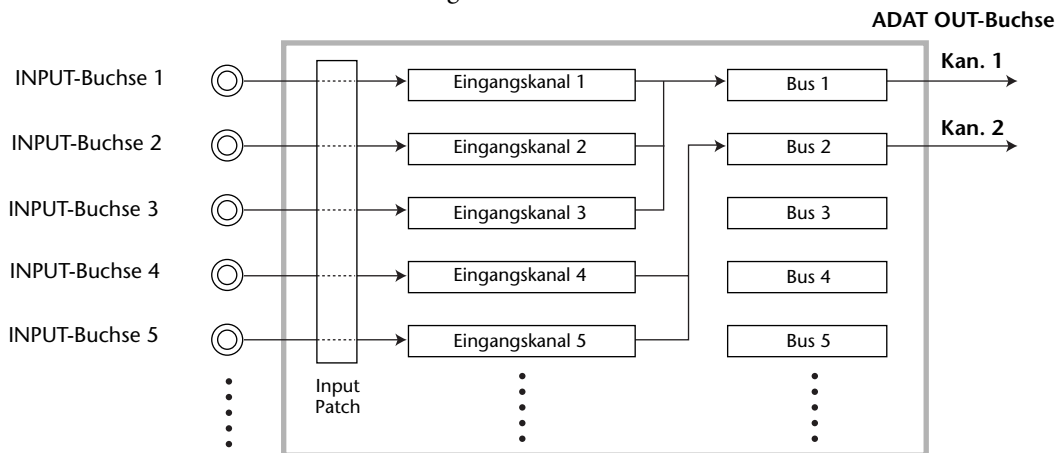 ADAT OUT-Buchse
INPUT-Buchse 1
Eingangskanal 1
Bus 1
Kan. 1
INPUT-Buchse 2
Eingangskanal 2
Bus 2
Kan. 2
INPUT-Buchse 3
Eingangskanal 3
Bus 3
INPUT-Buchse 4
Eingangskanal 4
Bus 4
INPUT-Buchse 5
Eingangskanal 5
Bus 5
Input
Patch